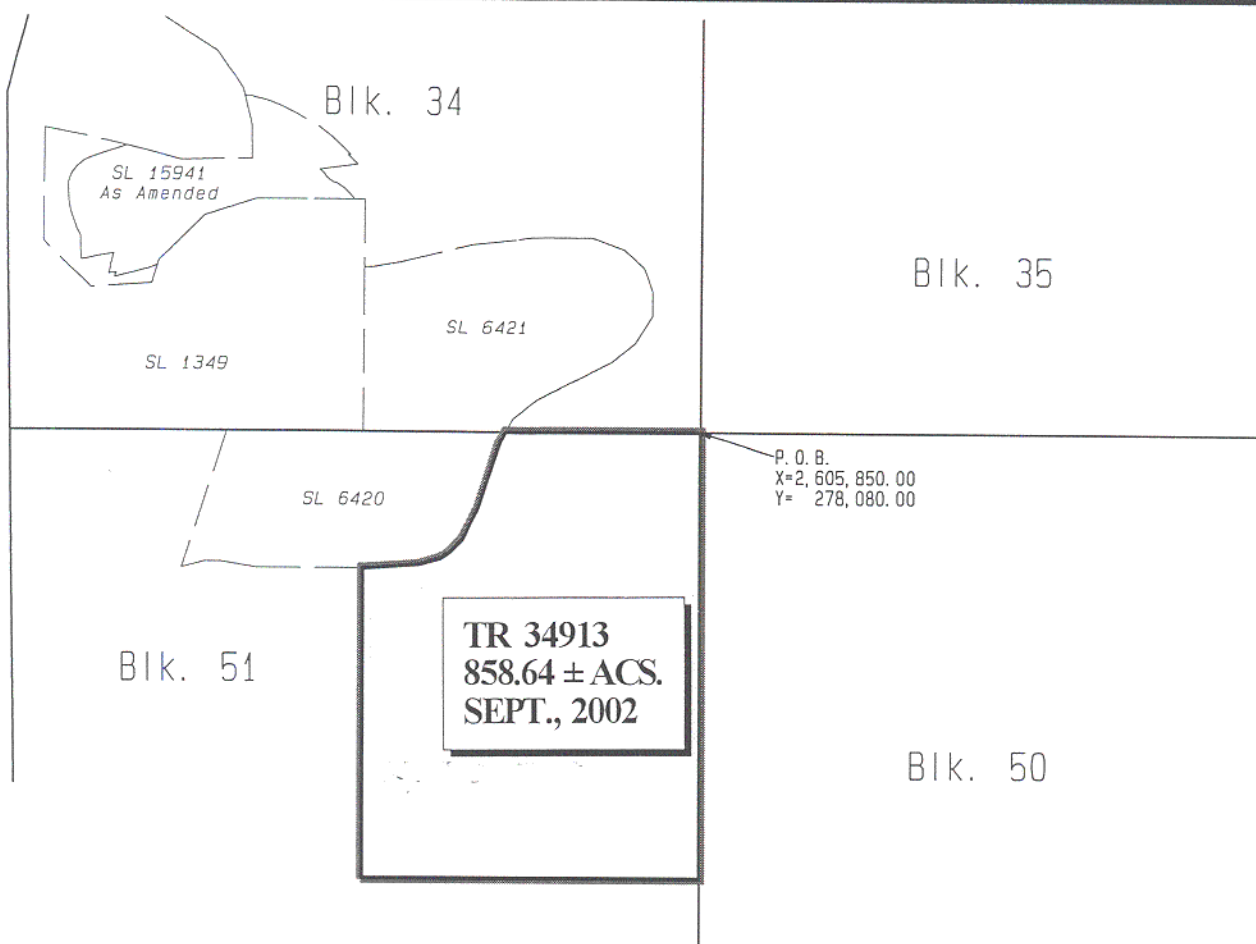 Blk. 34
SL 15941
As Amended
Blk. 35
SL 6421
SL 1349
P.O.B.
X=2,605,850.00
Y= 278,080.00
SL 6420
TR 34913
858.64 ± ACS.
SEPT., 2002
Blk. 51
Blk. 50